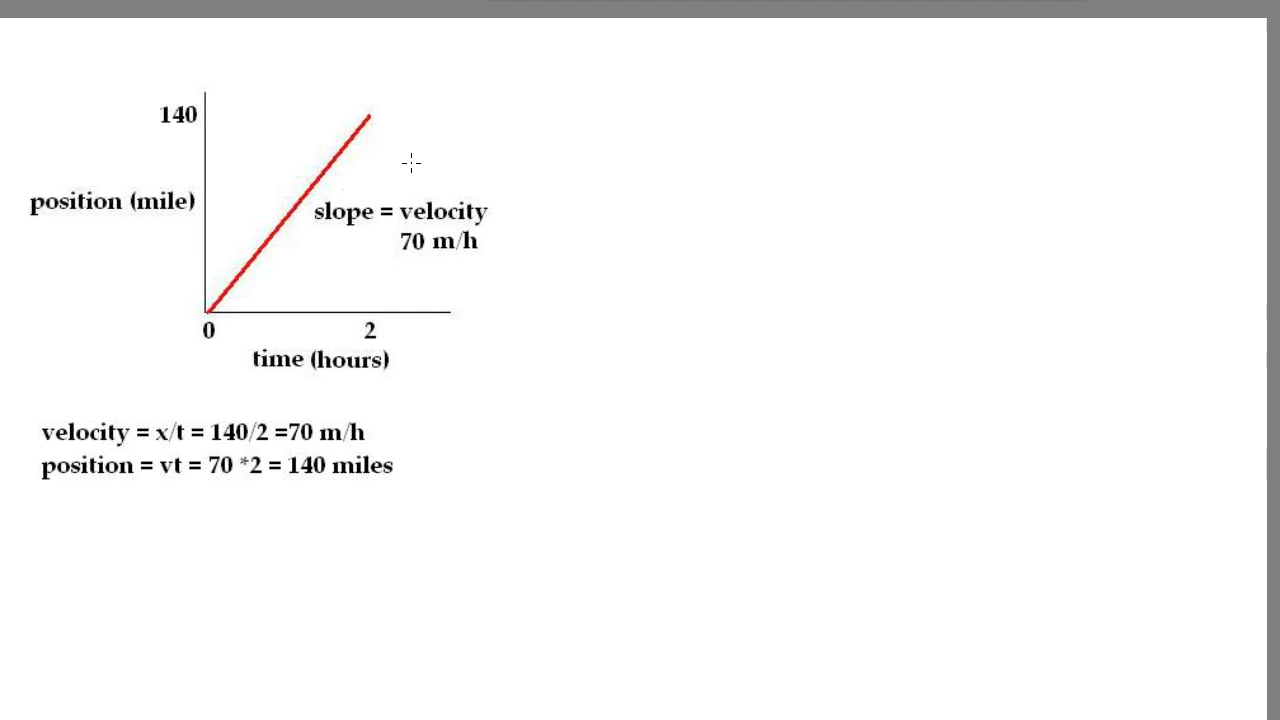 140
position (mile)
slope = velocity
70 m/h
0
2
time (hours)
velocity = x/t = 140/2 =70 m/h
position = vt = 70 *2 = 140 miles